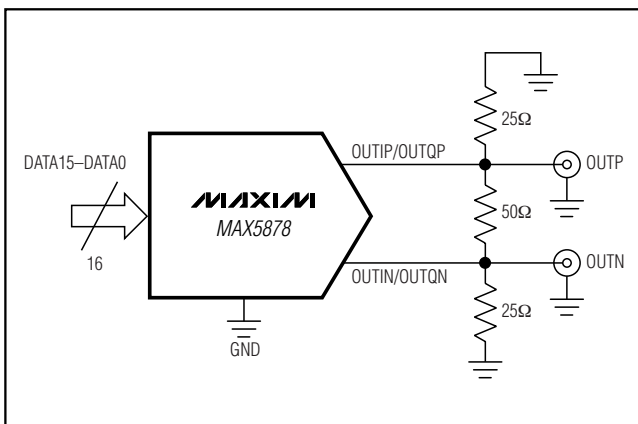 25Ω
OUTIP/OUTQP
OUTP
DATA15–DATA0
MAXIM
MAX5878
50Ω
16
OUTIN/OUTQN
OUTN
25Ω
GND